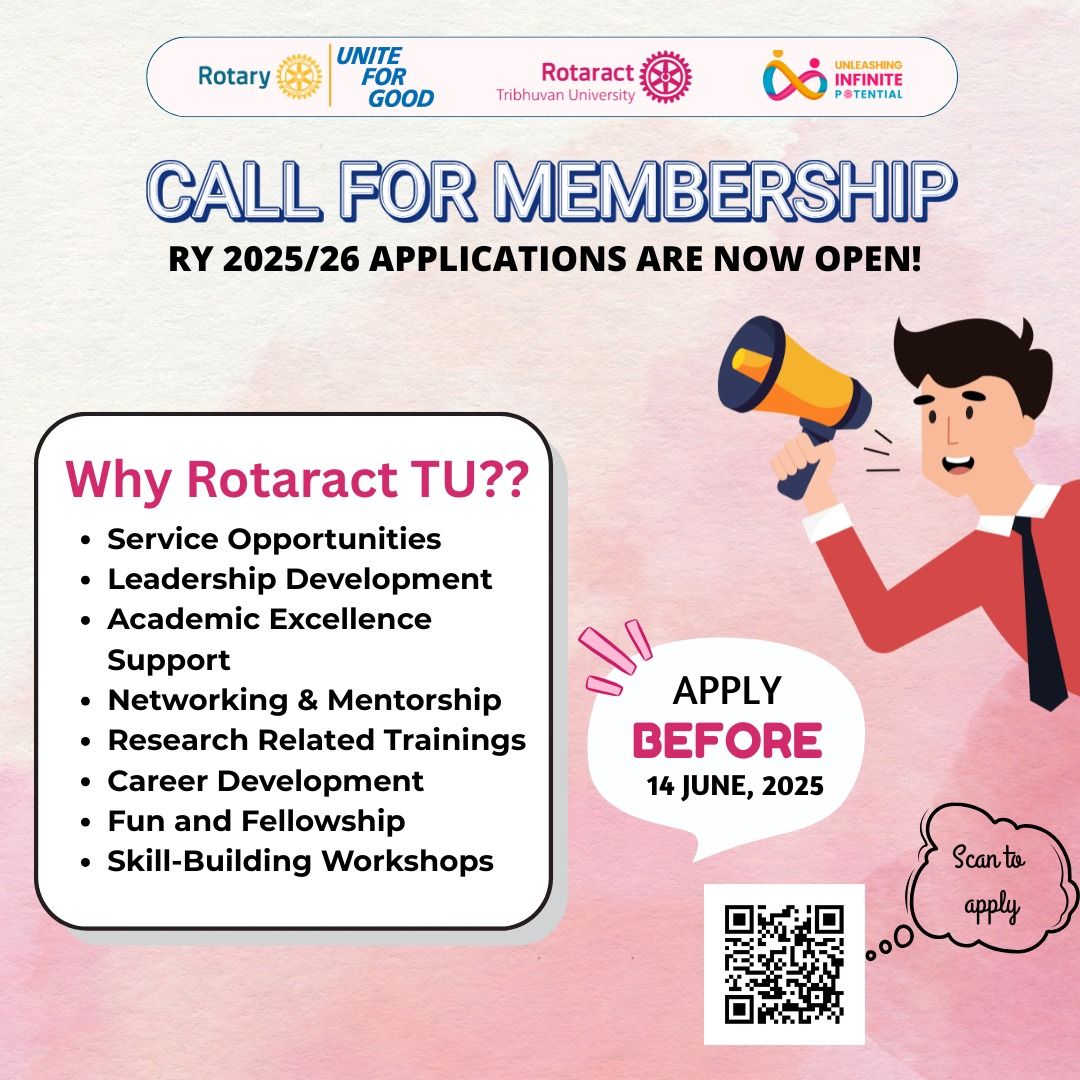 Rotary
UNITE
FOR
GOOD
Rotaract
Tribhuvan University
UNLEASHING
INFINITE
POTENTIAL
CALL FOR MEMBERSHIP
RY 2025/26 APPLICATIONS ARE NOW OPEN!
Why Rotaract TU??
• Service Opportunities
• Leadership Development
• Academic Excellence
Support
• Networking & Mentorship
• Research Related Trainings
• Career Development
• Fun and Fellowship
• Skill-Building Workshops
APPLY
BEFORE
14 JUNE, 2025
Scan to
apply